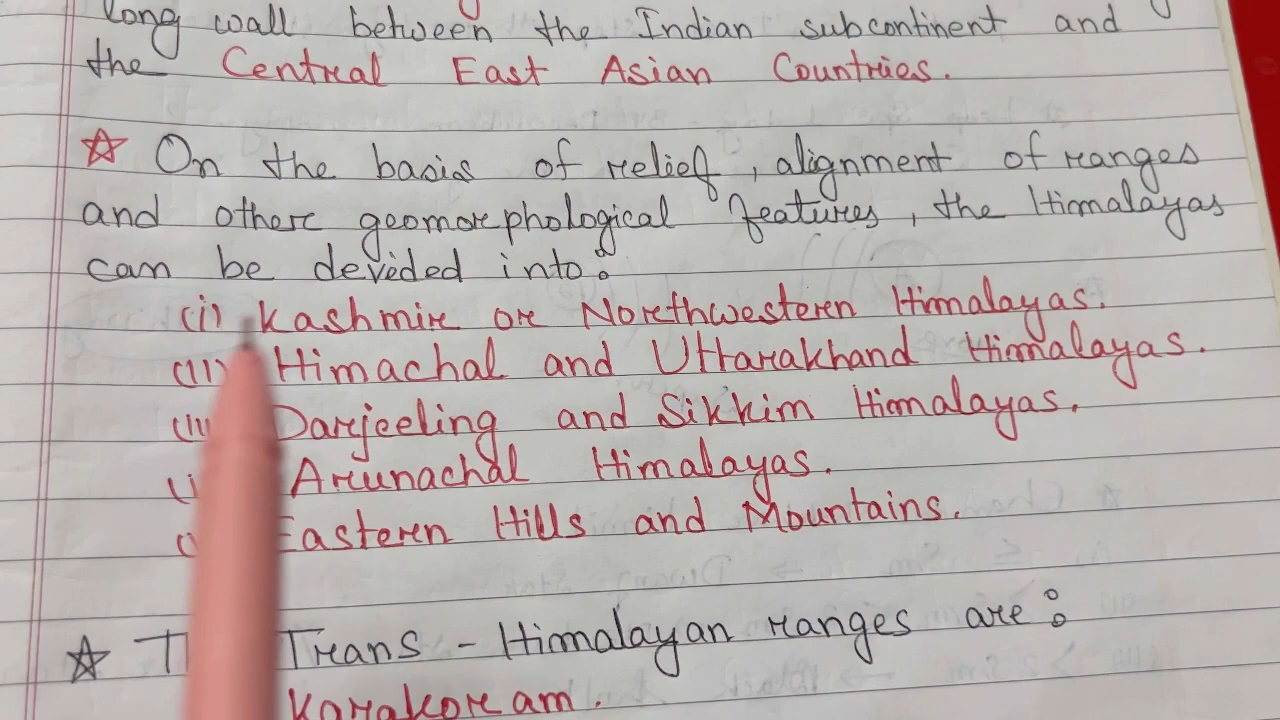 long wall between the Indian subcontinent and
the Central East Asian Countries.
☆ On the basis of relief, alignment of ranges
and other geomorphological features, the Himalayas
can be devided into:
(i) Kashmir or Northwestern Himalayas.
(ii) Himachal and Uttarakhand Himalayas.
(iii Darjeeling and Sikkim Himalayas.
(i Arunachal Himalayas.
( Eastern Hills and Mountains.
☆ Trans-Himalayan ranges are:
Karakoram.